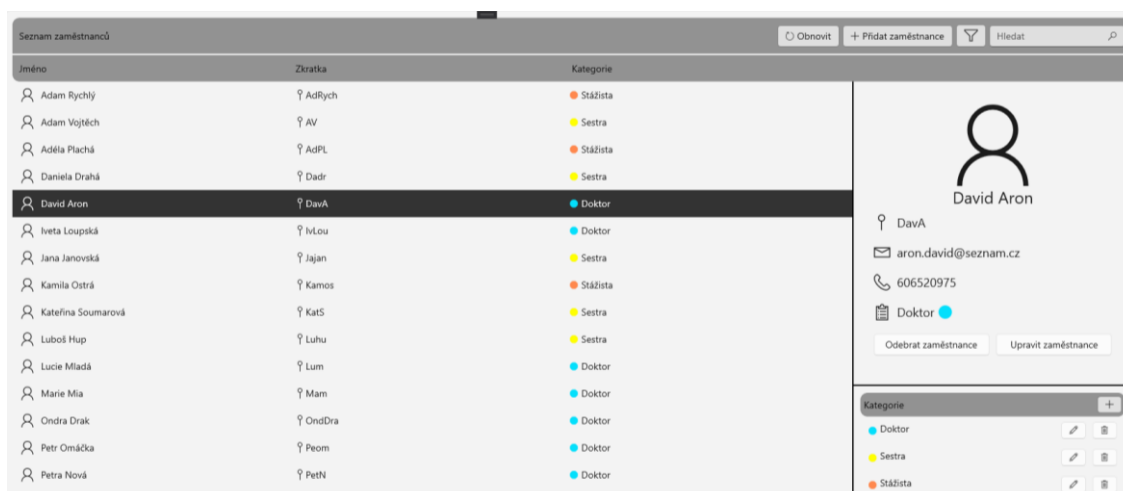 Seznam zaměstnanců Obnovit Přidat zaměstnance Hledat
Jméno Zkratka Kategorie
Adam Rychlý AdRych Stážista
Adam Vojtěch AV Sestra
Adéla Plachá AdPL Stážista
Daniela Drahá Dadr Sestra
David Aron DavA Doktor
Iveta Loupská IvLou Doktor
Jana Janovská Jajan Sestra
Kamila Ostrá Kamos Stážista
Kateřina Soumarová KatS Sestra
Luboš Hup Luhu Sestra
Lucie Mladá Lum Doktor
Marie Mia Mam Doktor
Ondra Drak OndDra Doktor
Petr Omáčka Peom Doktor
Petra Nová PetN Doktor
David Aron
DavA
aron.david@seznam.cz
606520975
Doktor
Odebrat zaměstnance Upravit zaměstnance
Kategorie
Doktor
Sestra
Stážista